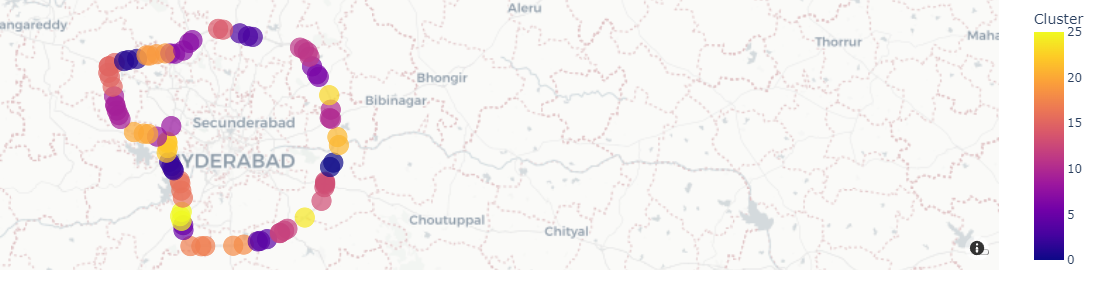 Aleru
Cluster
angareddy
25
Thorrur
Maha
20
Bhongir
Bibinagar
Secunderabad
15
YDERABAD
10
Choutuppal
Chityal
5
0